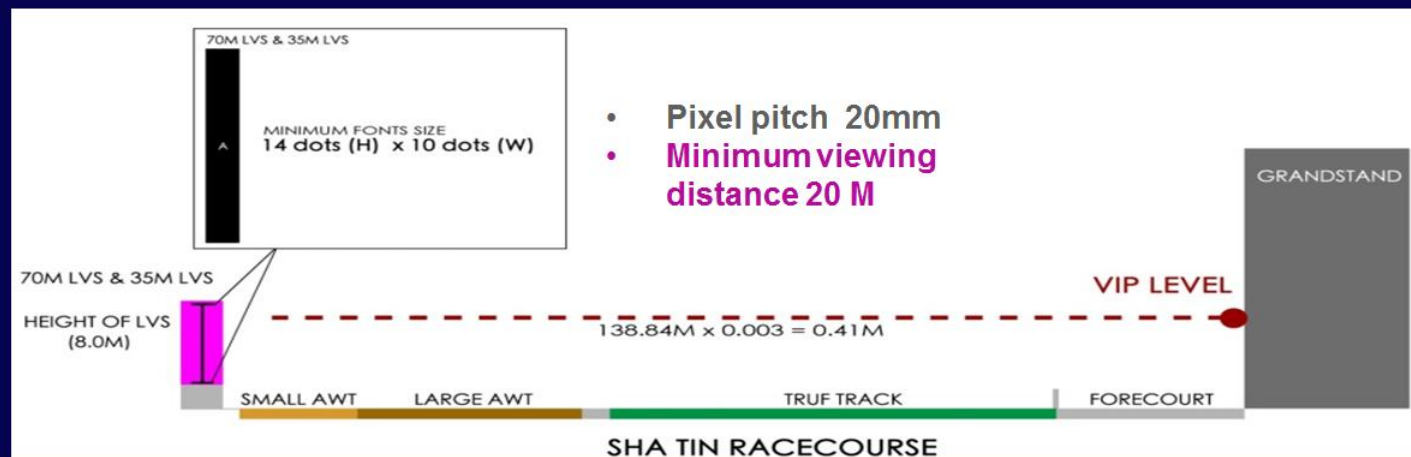 70M LVS & 35M LVS
MINIMUM FONTS SIZE
14 dots (H) x 10 dots (W)
A
• Pixel pitch 20mm
• Minimum viewing
distance 20 M
GRANDSTAND
70M LVS & 35M LVS
HEIGHT OF LVS
(8.0M)
VIP LEVEL
138.84M x 0.003 = 0.41M
SMALL AWT
LARGE AWT
TRUF TRACK
FORECOURT
SHA TIN RACECOURSE